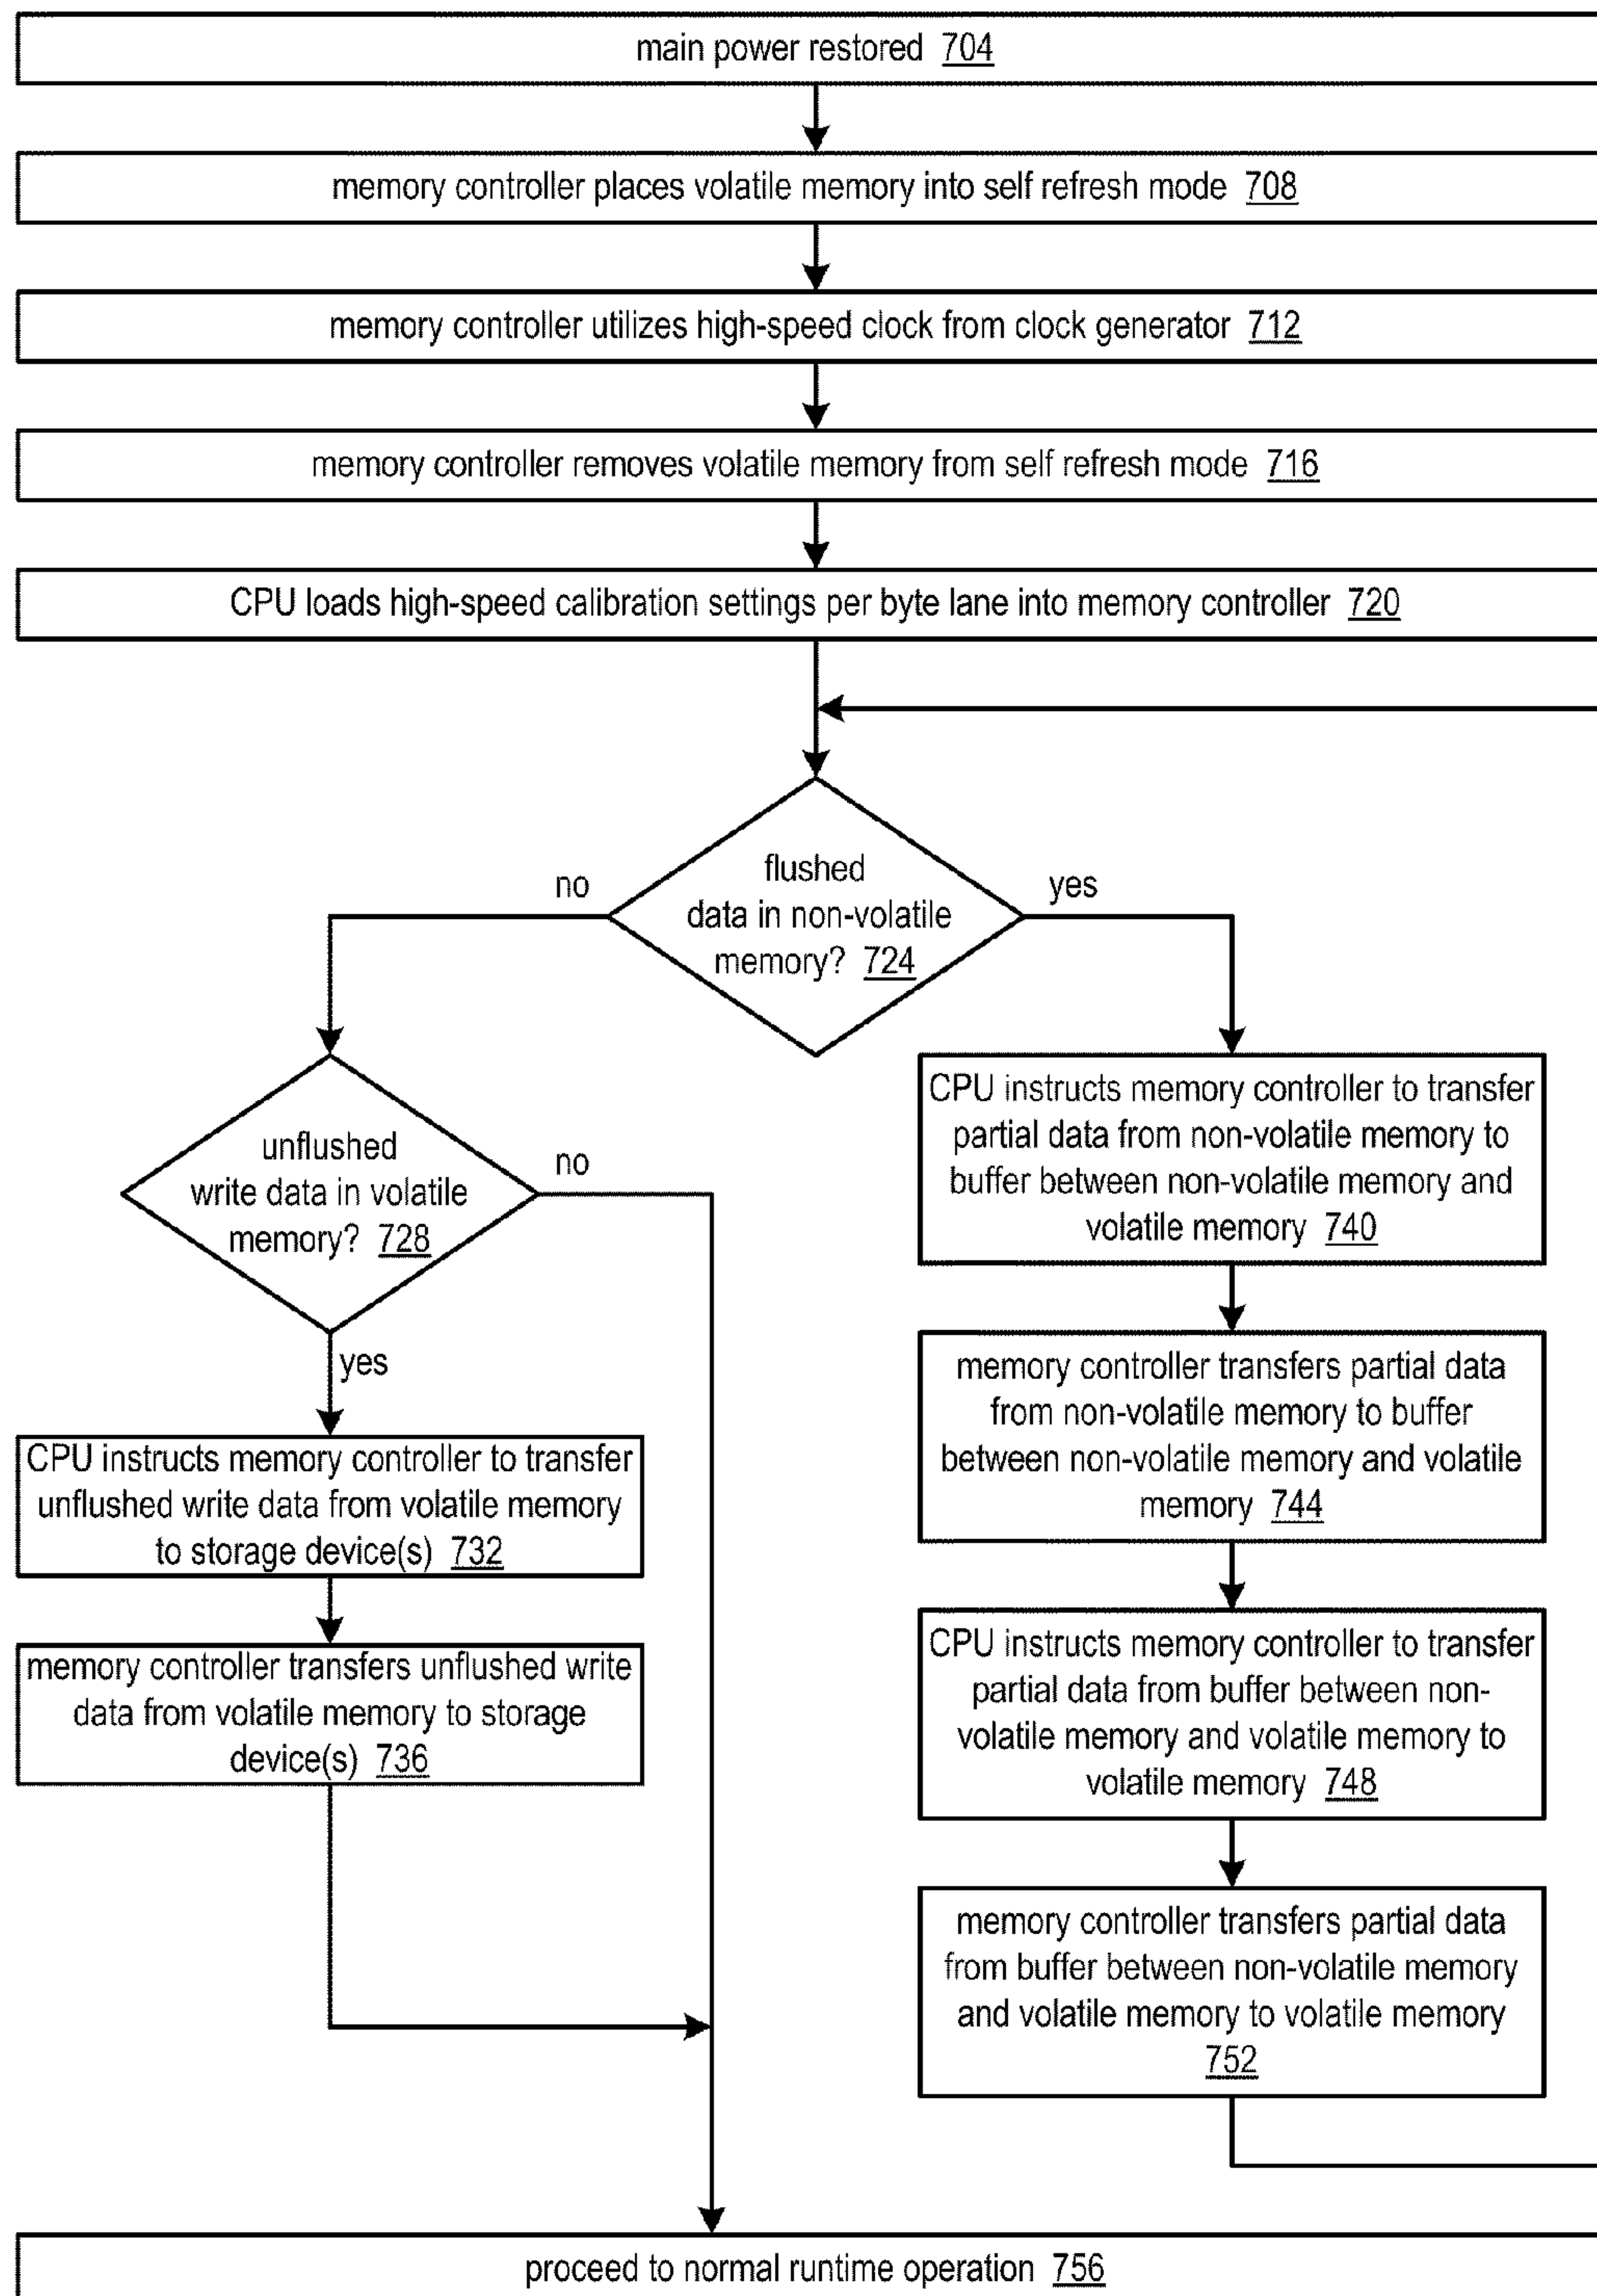 main power restored 704
memory controller places volatile memory into self refresh mode 708
memory controller utilizes high-speed clock from clock generator 712
memory controller removes volatile memory from self refresh mode 716
CPU loads high-speed calibration settings per byte lane into memory controller 720
flushed
data in non-volatile
memory? 724
no
yes
unflushed
write data in volatile
memory? 728
no
yes
CPU instructs memory controller to transfer
unflushed write data from volatile memory
to storage device(s) 732
memory controller transfers unflushed write
data from volatile memory to storage
device(s) 736
CPU instructs memory controller to transfer
partial data from non-volatile memory to
buffer between non-volatile memory and
volatile memory 740
memory controller transfers partial data
from non-volatile memory to buffer
between non-volatile memory and volatile
memory 744
CPU instructs memory controller to transfer
partial data from buffer between non-
volatile memory and volatile memory to
volatile memory 748
memory controller transfers partial data
from buffer between non-volatile memory
and volatile memory to volatile memory
752
proceed to normal runtime operation 756